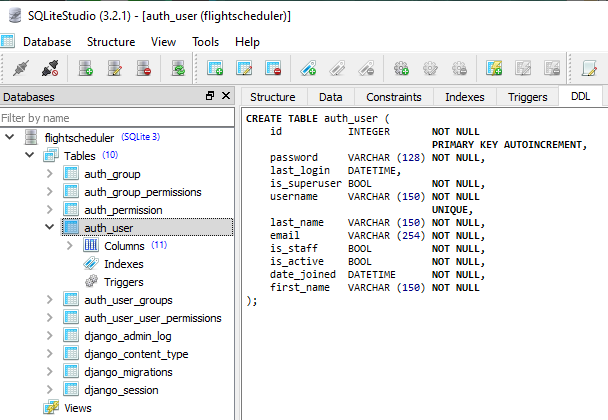 SQLiteStudio (3.2.1) - [auth_user (flightscheduler)]
Database Structure View Tools Help
Databases
Filter by name
flightscheduler (SQLite 3)
Tables (10)
auth_group
auth_group_permissions
auth_permission
auth_user
Columns (11)
Indexes
Triggers
auth_user_groups
auth_user_user_permissions
django_admin_log
django_content_type
django_migrations
django_session
Views
Structure Data Constraints Indexes Triggers DDL
CREATE TABLE auth_user (
id INTEGER NOT NULL
PRIMARY KEY AUTOINCREMENT,
password VARCHAR (128) NOT NULL,
last_login DATETIME,
is_superuser BOOL NOT NULL,
username VARCHAR (150) NOT NULL
UNIQUE,
last_name VARCHAR (150) NOT NULL,
email VARCHAR (254) NOT NULL,
is_staff BOOL NOT NULL,
is_active BOOL NOT NULL,
date_joined DATETIME NOT NULL,
first_name VARCHAR (150) NOT NULL
);